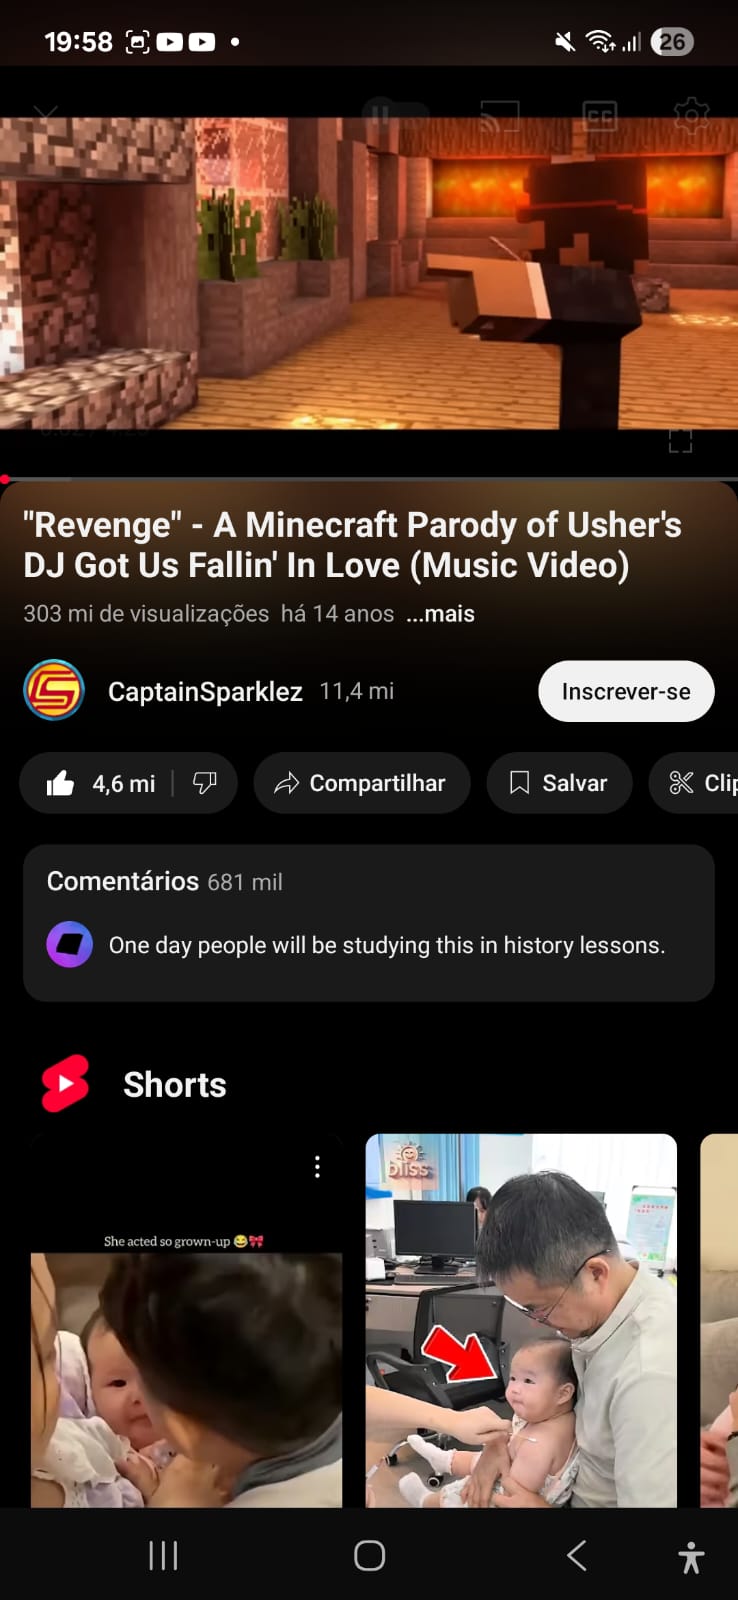 19:58
26
"Revenge" - A Minecraft Parody of Usher's
DJ Got Us Fallin' In Love (Music Video)
303 mi de visualizações há 14 anos ...mais
CaptainSparklez 11,4 mi
Inscrever-se
4,6 mi
Compartilhar
Salvar
Clip
Comentários 681 mil
One day people will be studying this in history lessons.
Shorts
She acted so grown-up 😂🎀
bliss